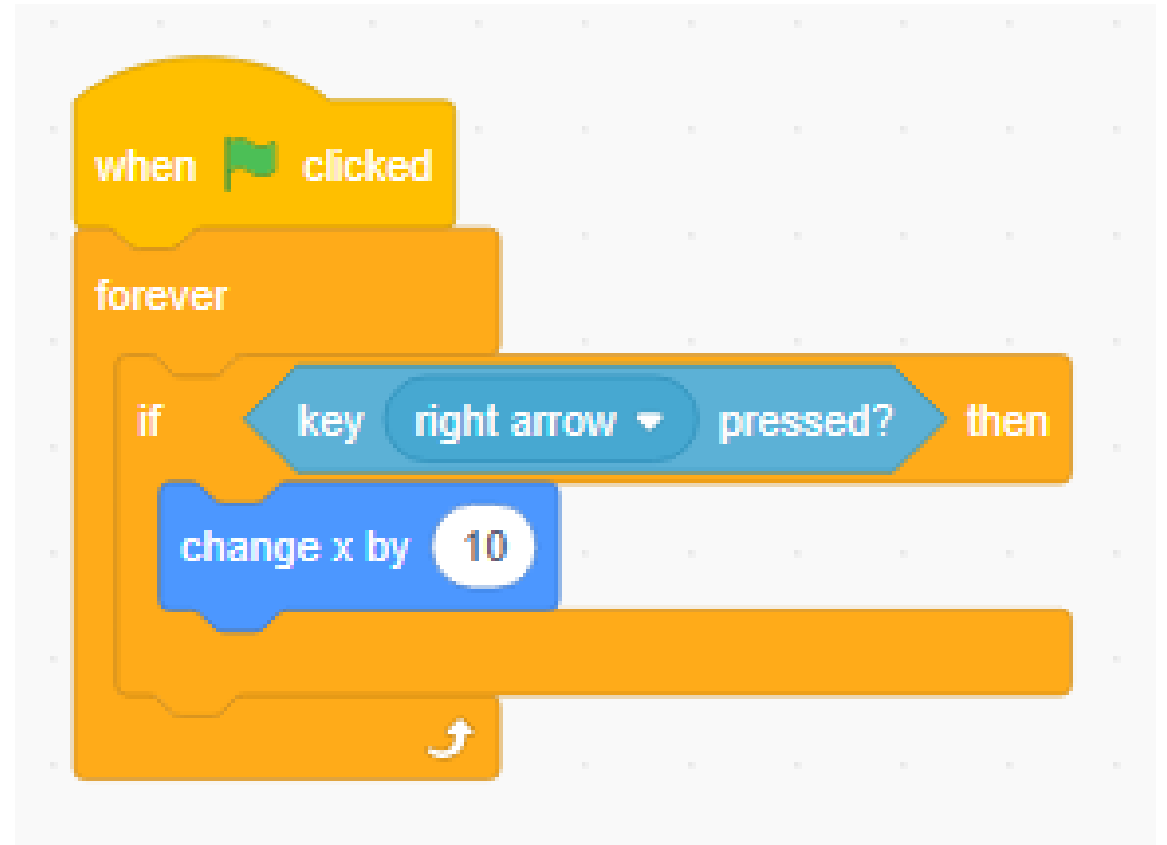 when clicked
forever
if key right arrow pressed? then
change x by 10